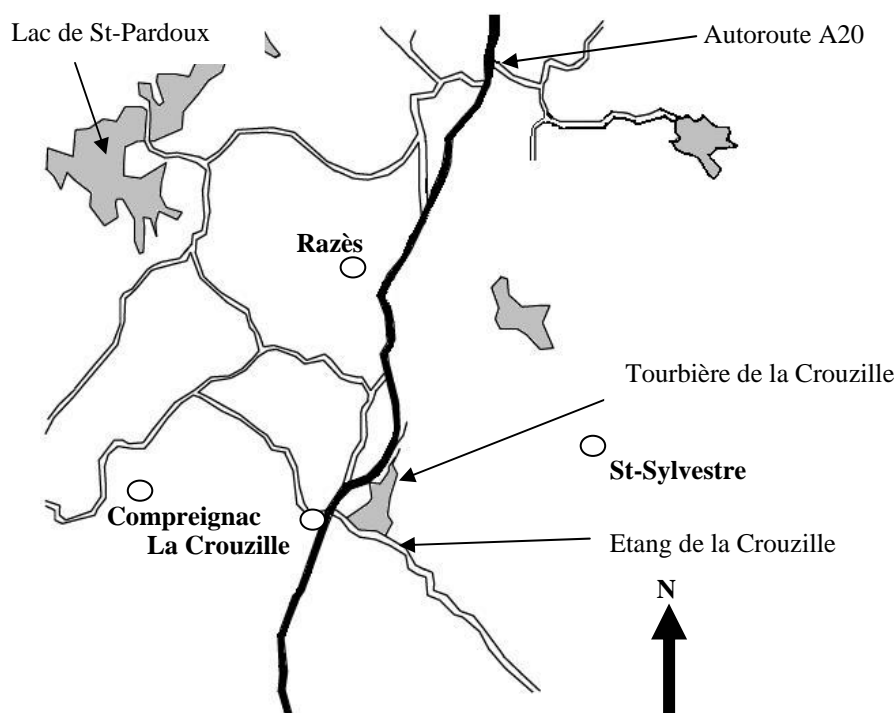 Lac de St-Pardoux
Autoroute A20
Razès
Tourbière de la Crouzille
St-Sylvestre
Compreignac
La Crouzille
Etang de la Crouzille
N